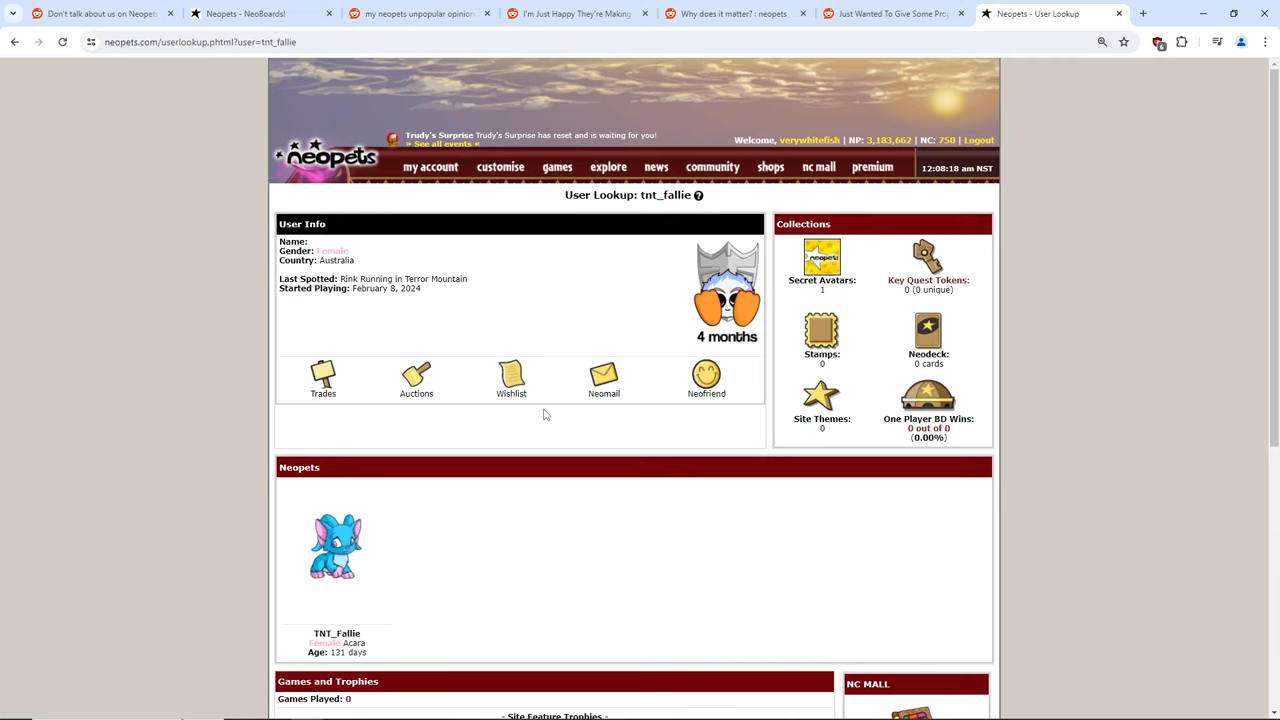 Don't talk about us on Neopets
Neopets - NeoBoards!
my neopets unpopular opinion
I'm Just Happy They're Making
Why does it matter? : neopets
Just Wanted To Give Some Pro
Neopets - User Lookup
neopets.com/userlookup.phtml?user=tnt_fallie
6
Trudy's Surprise Trudy's Surprise has reset and is waiting for you!
» See all events «
Welcome, verywhitefish | NP: 3,183,662 | NC: 750 | Logout
neopets
my account customise games explore news community shops nc mall premium 12:08:18 am NST
User Lookup: tnt_fallie ?
User Info
Name:
Gender: Female
Country: Australia
Last Spotted: Rink Running in Terror Mountain
Started Playing: February 8, 2024
4 months
Trades Auctions Wishlist Neomail Neofriend
Collections
neopets
Secret Avatars: Key Quest Tokens:
1 0 (0 unique)
Stamps: Neodeck:
0 0 cards
Site Themes: One Player BD Wins:
0 0 out of 0
(0.00%)
Neopets
TNT_Fallie
Female Acara
Age: 131 days
Games and Trophies
Games Played: 0
- Site Feature Trophies -
NC MALL